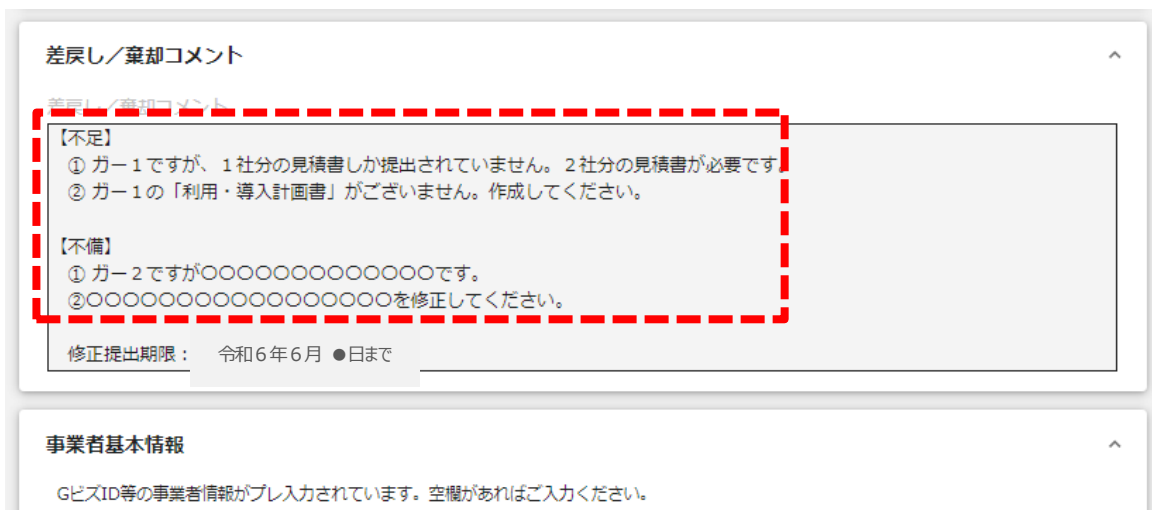 差戻し／棄却コメント
差戻し／棄却コメント
【不足】
① ガー１ですが、１社分の見積書しか提出されていません。２社分の見積書が必要です。
② ガー１の「利用・導入計画書」がございません。作成してください。
【不備】
① ガー２ですが〇〇〇〇〇〇〇〇〇〇〇〇〇です。
②〇〇〇〇〇〇〇〇〇〇〇〇〇〇〇〇〇を修正してください。
修正提出期限： 令和６年６月 ●日まで
事業者基本情報
GビズID等の事業者情報がプレ入力されています。空欄があればご入力ください。